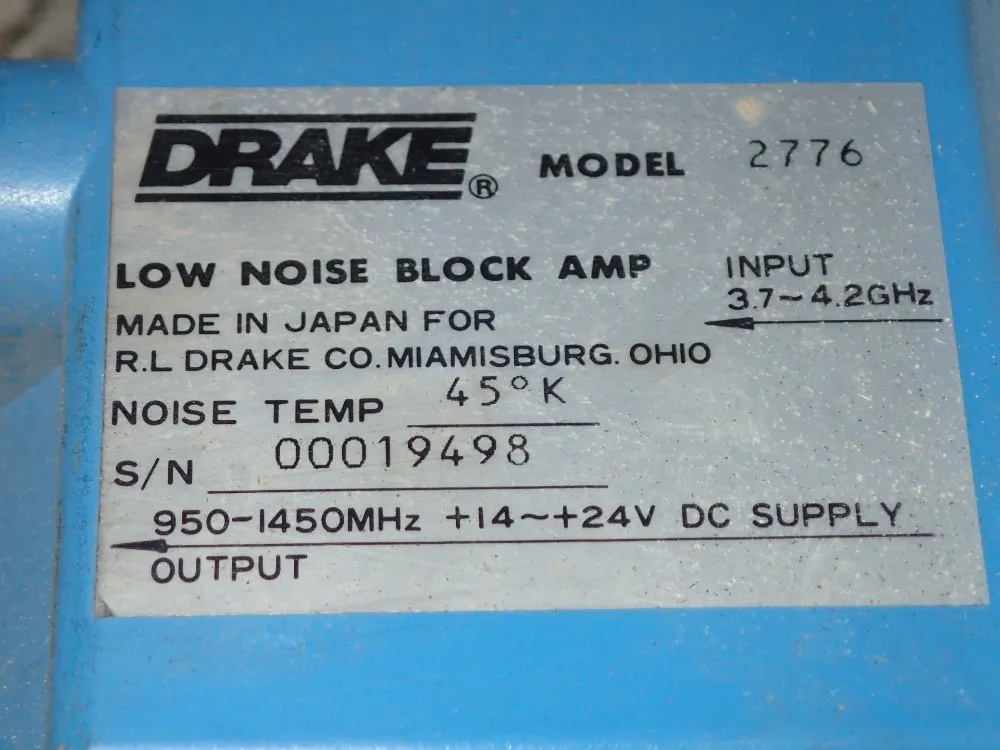 DRAKE® MODEL 2776
LOW NOISE BLOCK AMP INPUT
3.7~4.2GHz
MADE IN JAPAN FOR
R.L DRAKE CO. MIAMISBURG. OHIO
NOISE TEMP 45°K
S/N 00019498
950-1450MHz +14~+24V DC SUPPLY
OUTPUT